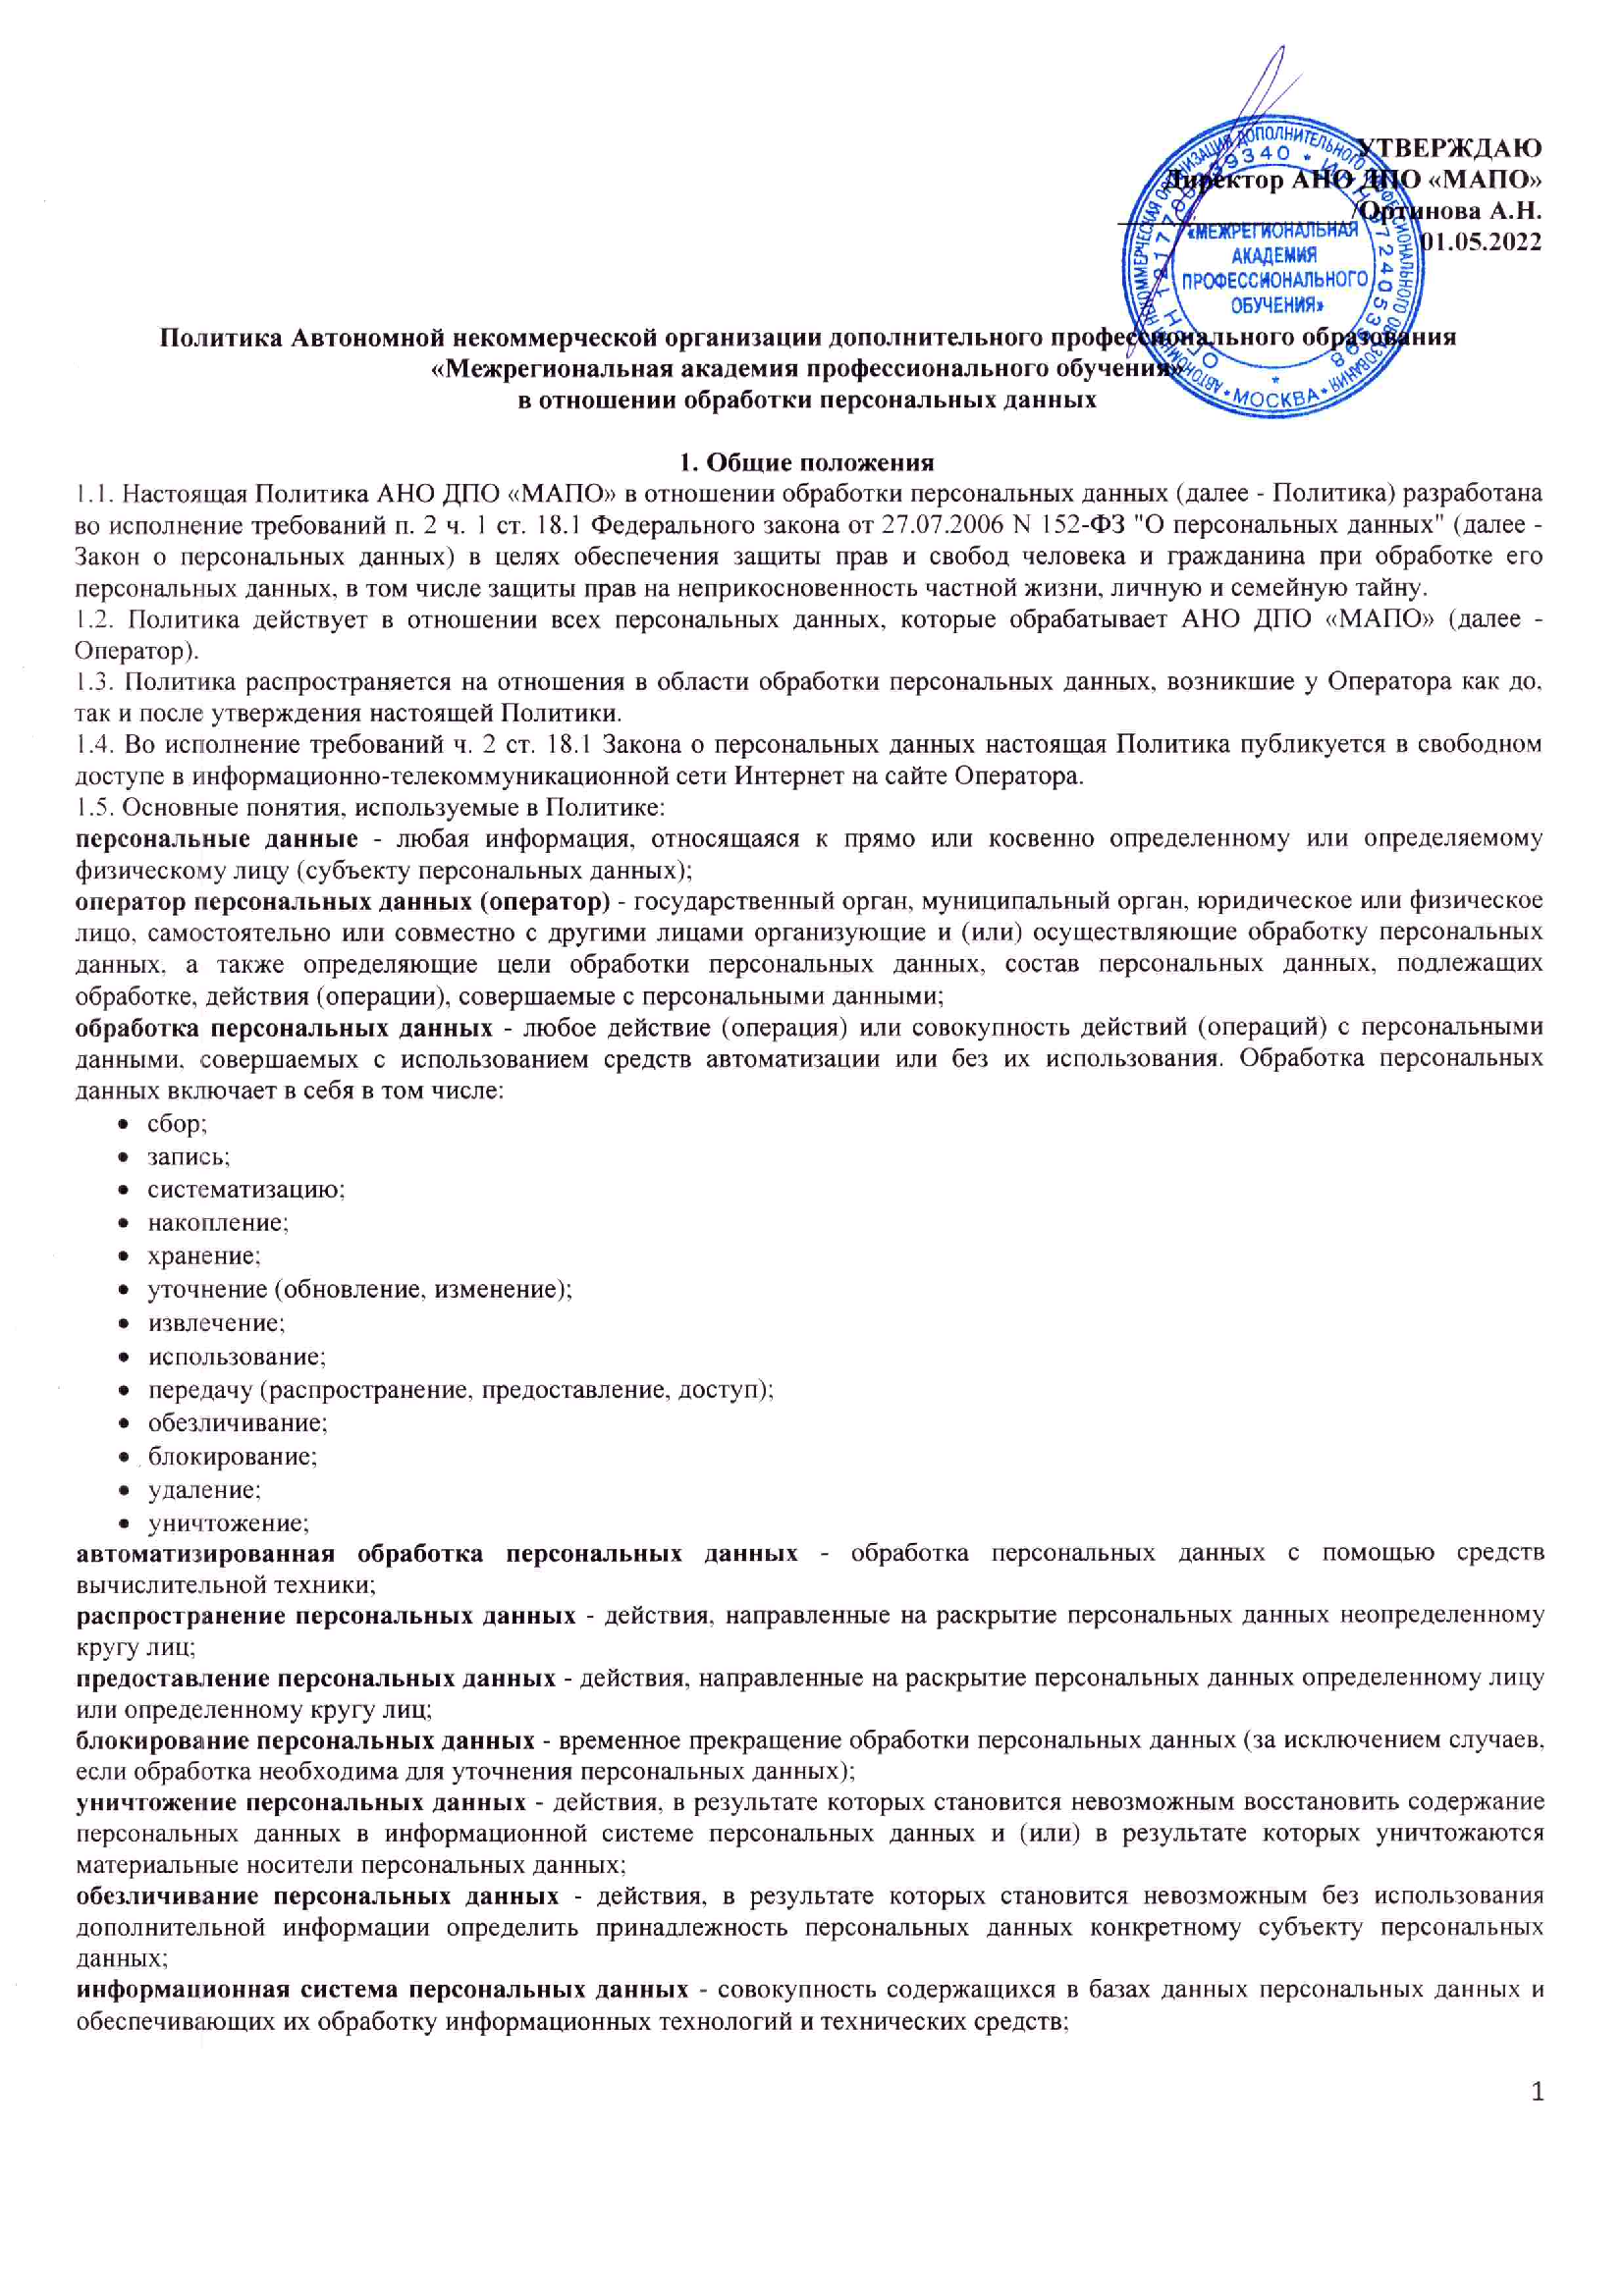 УТВЕРЖДАЮ
Директор АНО ДПО «МАПО»
/Ортинова А.Н.
01.05.2022
АВТОНОМНАЯ НЕКОММЕРЧЕСКАЯ ОРГАНИЗАЦИЯ ДОПОЛНИТЕЛЬНОГО ПРОФЕССИОНАЛЬНОГО ОБРАЗОВАНИЯ
* МОСКВА *
«МЕЖРЕГИОНАЛЬНАЯ
АКАДЕМИЯ
ПРОФЕССИОНАЛЬНОГО
ОБУЧЕНИЯ»
Политика Автономной некоммерческой организации дополнительного профессионального образования
«Межрегиональная академия профессионального обучения»
в отношении обработки персональных данных
1. Общие положения
1.1. Настоящая Политика АНО ДПО «МАПО» в отношении обработки персональных данных (далее - Политика) разработана
во исполнение требований п. 2 ч. 1 ст. 18.1 Федерального закона от 27.07.2006 N 152-ФЗ "О персональных данных" (далее -
Закон о персональных данных) в целях обеспечения защиты прав и свобод человека и гражданина при обработке его
персональных данных, в том числе защиты прав на неприкосновенность частной жизни, личную и семейную тайну.
1.2. Политика действует в отношении всех персональных данных, которые обрабатывает АНО ДПО «МАПО» (далее -
Оператор).
1.3. Политика распространяется на отношения в области обработки персональных данных, возникшие у Оператора как до,
так и после утверждения настоящей Политики.
1.4. Во исполнение требований ч. 2 ст. 18.1 Закона о персональных данных настоящая Политика публикуется в свободном
доступе в информационно-телекоммуникационной сети Интернет на сайте Оператора.
1.5. Основные понятия, используемые в Политике:
персональные данные - любая информация, относящаяся к прямо или косвенно определенному или определяемому
физическому лицу (субъекту персональных данных);
оператор персональных данных (оператор) - государственный орган, муниципальный орган, юридическое или физическое
лицо, самостоятельно или совместно с другими лицами организующие и (или) осуществляющие обработку персональных
данных, а также определяющие цели обработки персональных данных, состав персональных данных, подлежащих
обработке, действия (операции), совершаемые с персональными данными;
обработка персональных данных - любое действие (операция) или совокупность действий (операций) с персональными
данными, совершаемых с использованием средств автоматизации или без их использования. Обработка персональных
данных включает в себя в том числе:
• сбор;
• запись;
• систематизацию;
• накопление;
• хранение;
• уточнение (обновление, изменение);
• извлечение;
• использование;
• передачу (распространение, предоставление, доступ);
• обезличивание;
• блокирование;
• удаление;
• уничтожение;
автоматизированная обработка персональных данных - обработка персональных данных с помощью средств
вычислительной техники;
распространение персональных данных - действия, направленные на раскрытие персональных данных неопределенному
кругу лиц;
предоставление персональных данных - действия, направленные на раскрытие персональных данных определенному лицу
или определенному кругу лиц;
блокирование персональных данных - временное прекращение обработки персональных данных (за исключением случаев,
если обработка необходима для уточнения персональных данных);
уничтожение персональных данных - действия, в результате которых становится невозможным восстановить содержание
персональных данных в информационной системе персональных данных и (или) в результате которых уничтожаются
материальные носители персональных данных;
обезличивание персональных данных - действия, в результате которых становится невозможным без использования
дополнительной информации определить принадлежность персональных данных конкретному субъекту персональных
данных;
информационная система персональных данных - совокупность содержащихся в базах данных персональных данных и
обеспечивающих их обработку информационных технологий и технических средств;
1